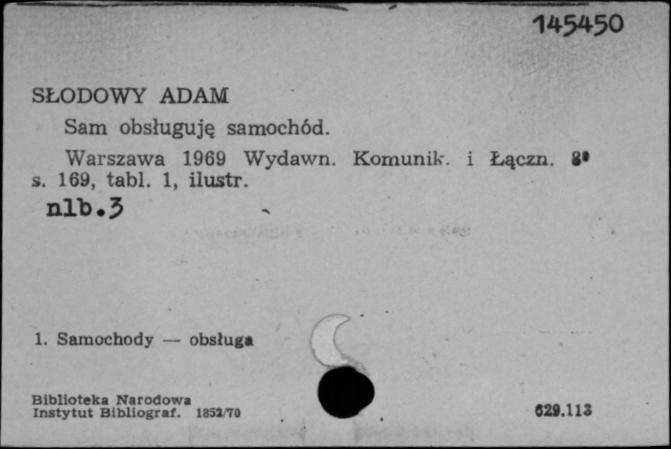 145450
SŁODOWY ADAM
Sam obsługuję samochód.
Warszawa 1969 Wydawn. Komunik. i Łączn. 8°
s. 169, tabl. 1, ilustr.
nlb.3
1. Samochody — obsługa
Biblioteka Narodowa
Instytut Bibliograf. 1852/70
629.113